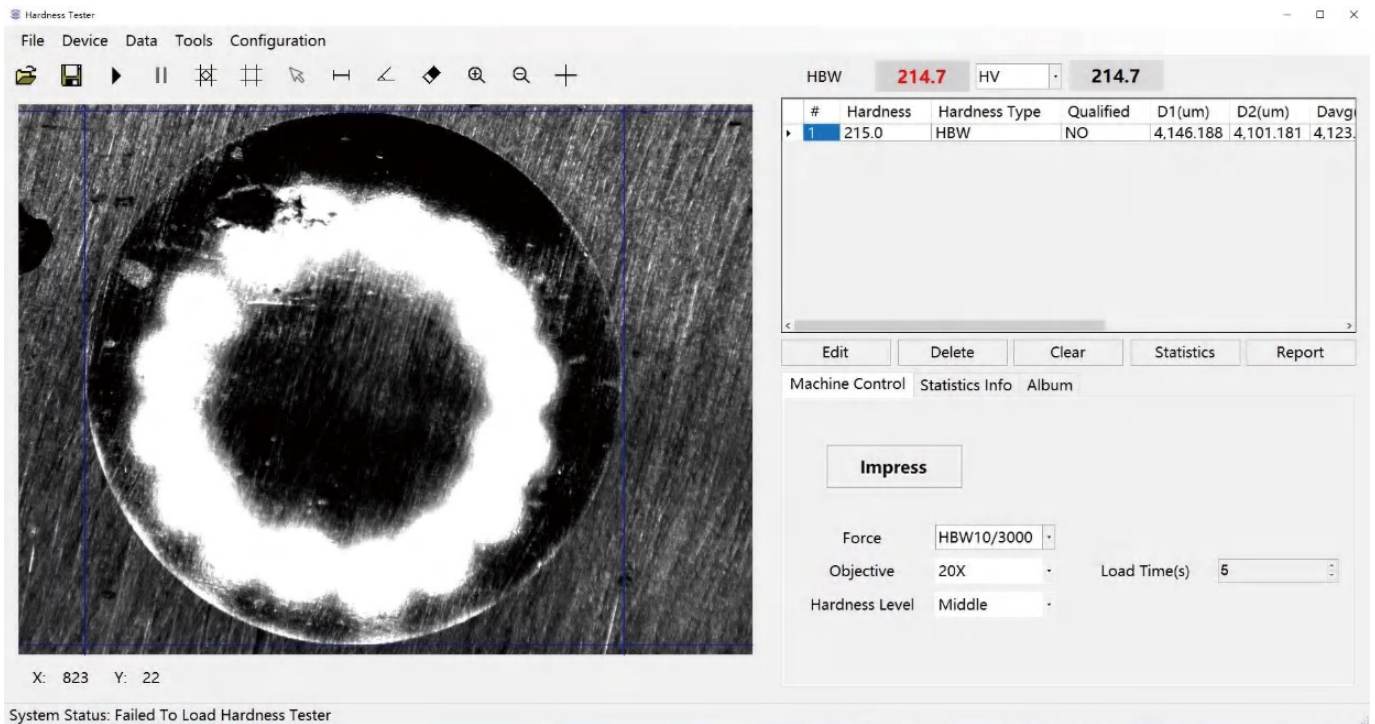 Hardness Tester
File Device Data Tools Configuration
HBW 214.7 HV 214.7
# Hardness Hardness Type Qualified D1(um) D2(um) Davg(
1 215.0 HBW NO 4,146.188 4,101.181 4,123.
Edit Delete Clear Statistics Report
Machine Control Statistics Info Album
Impress
Force HBW10/3000
Objective 20X Load Time(s) 5
Hardness Level Middle
X: 823 Y: 22
System Status: Failed To Load Hardness Tester